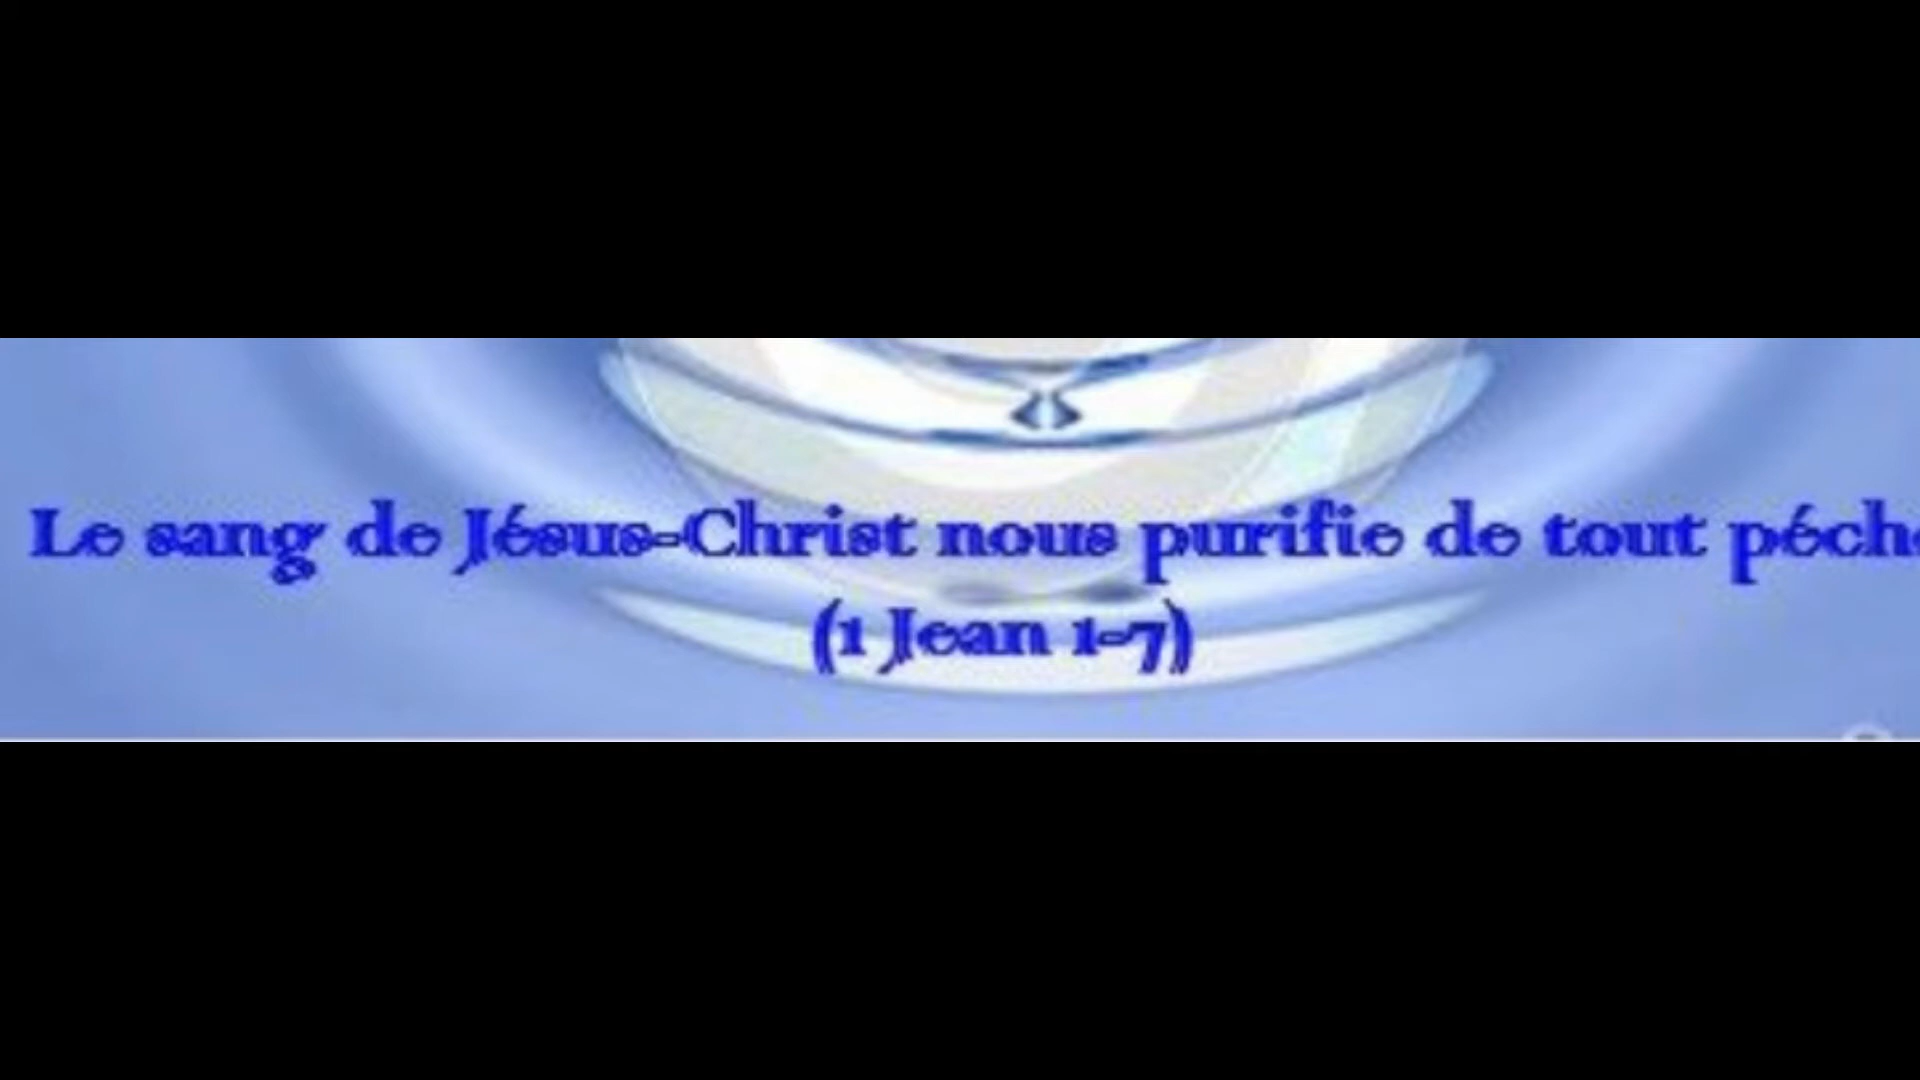 Le sang de Jésus-Christ nous purifie de tout péch
(1 Jean 1-7)